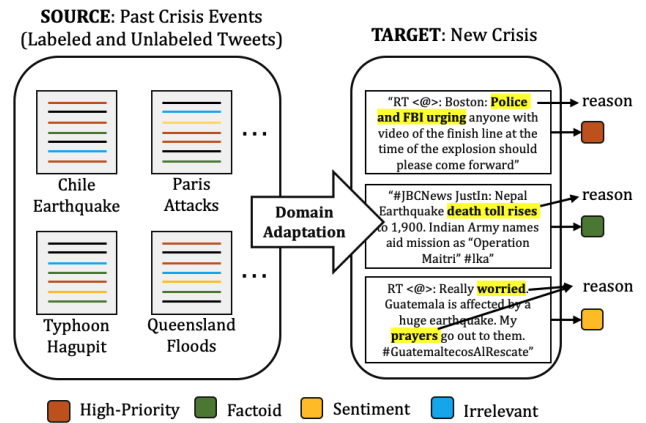 SOURCE: Past Crisis Events
(Labeled and Unlabeled Tweets)
Chile
Earthquake
Paris
Attacks
...
Typhoon
Hagupit
Queensland
Floods
...
Domain
Adaptation
TARGET: New Crisis
“RT <@>: Boston: Police
and FBI urging anyone with
video of the finish line at the
time of the explosion should
please come forward”
reason
“#JBCNews JustIn: Nepal
Earthquake death toll rises
to 1,900. Indian Army names
aid mission as “Operation
Maitri” #lka”
reason
RT <@>: Really worried.
Guatemala is affected by a
huge earthquake. My
prayers go out to them.
#GuatemaltecosAlRescate”
reason
High-Priority
Factoid
Sentiment
Irrelevant